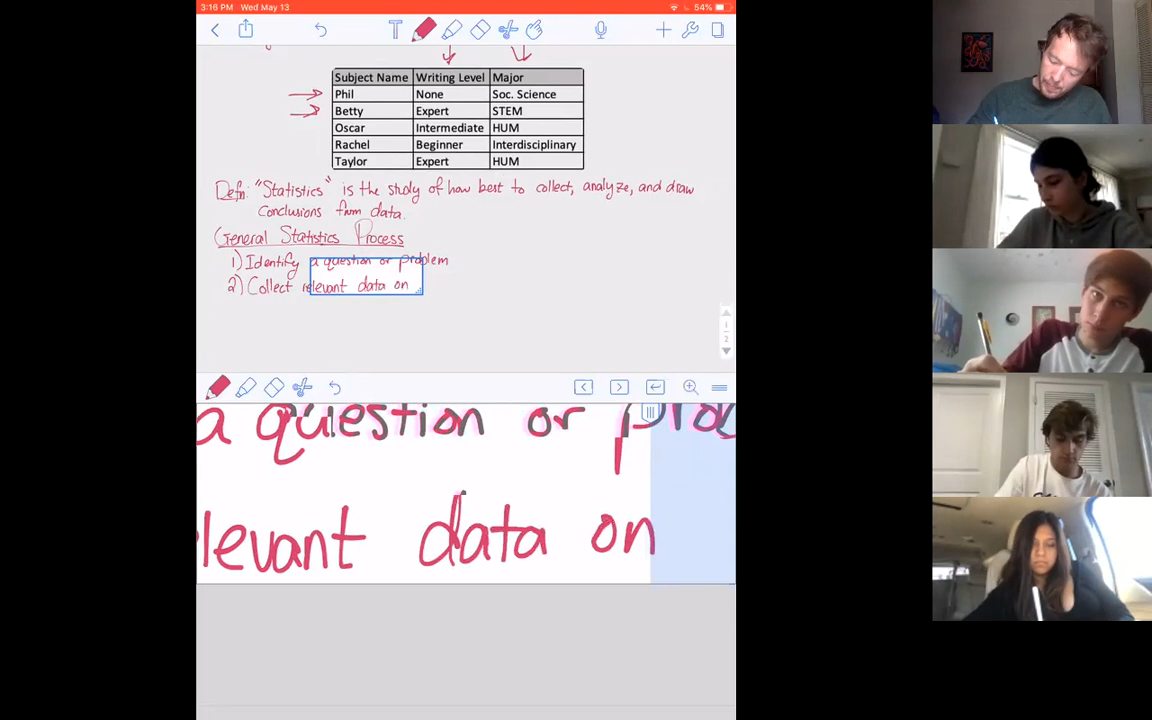 3:16 PM Wed May 13
54%
Subject Name Writing Level Major
Phil None Soc. Science
Betty Expert STEM
Oscar Intermediate HUM
Rachel Beginner Interdisciplinary
Taylor Expert HUM
Defn: "Statistics" is the study of how best to collect, analyze, and draw
conclusions from data.
General Statistics Process
1) Identify a question or problem
2) Collect relevant data on
1
2
a question or prob
levant data on